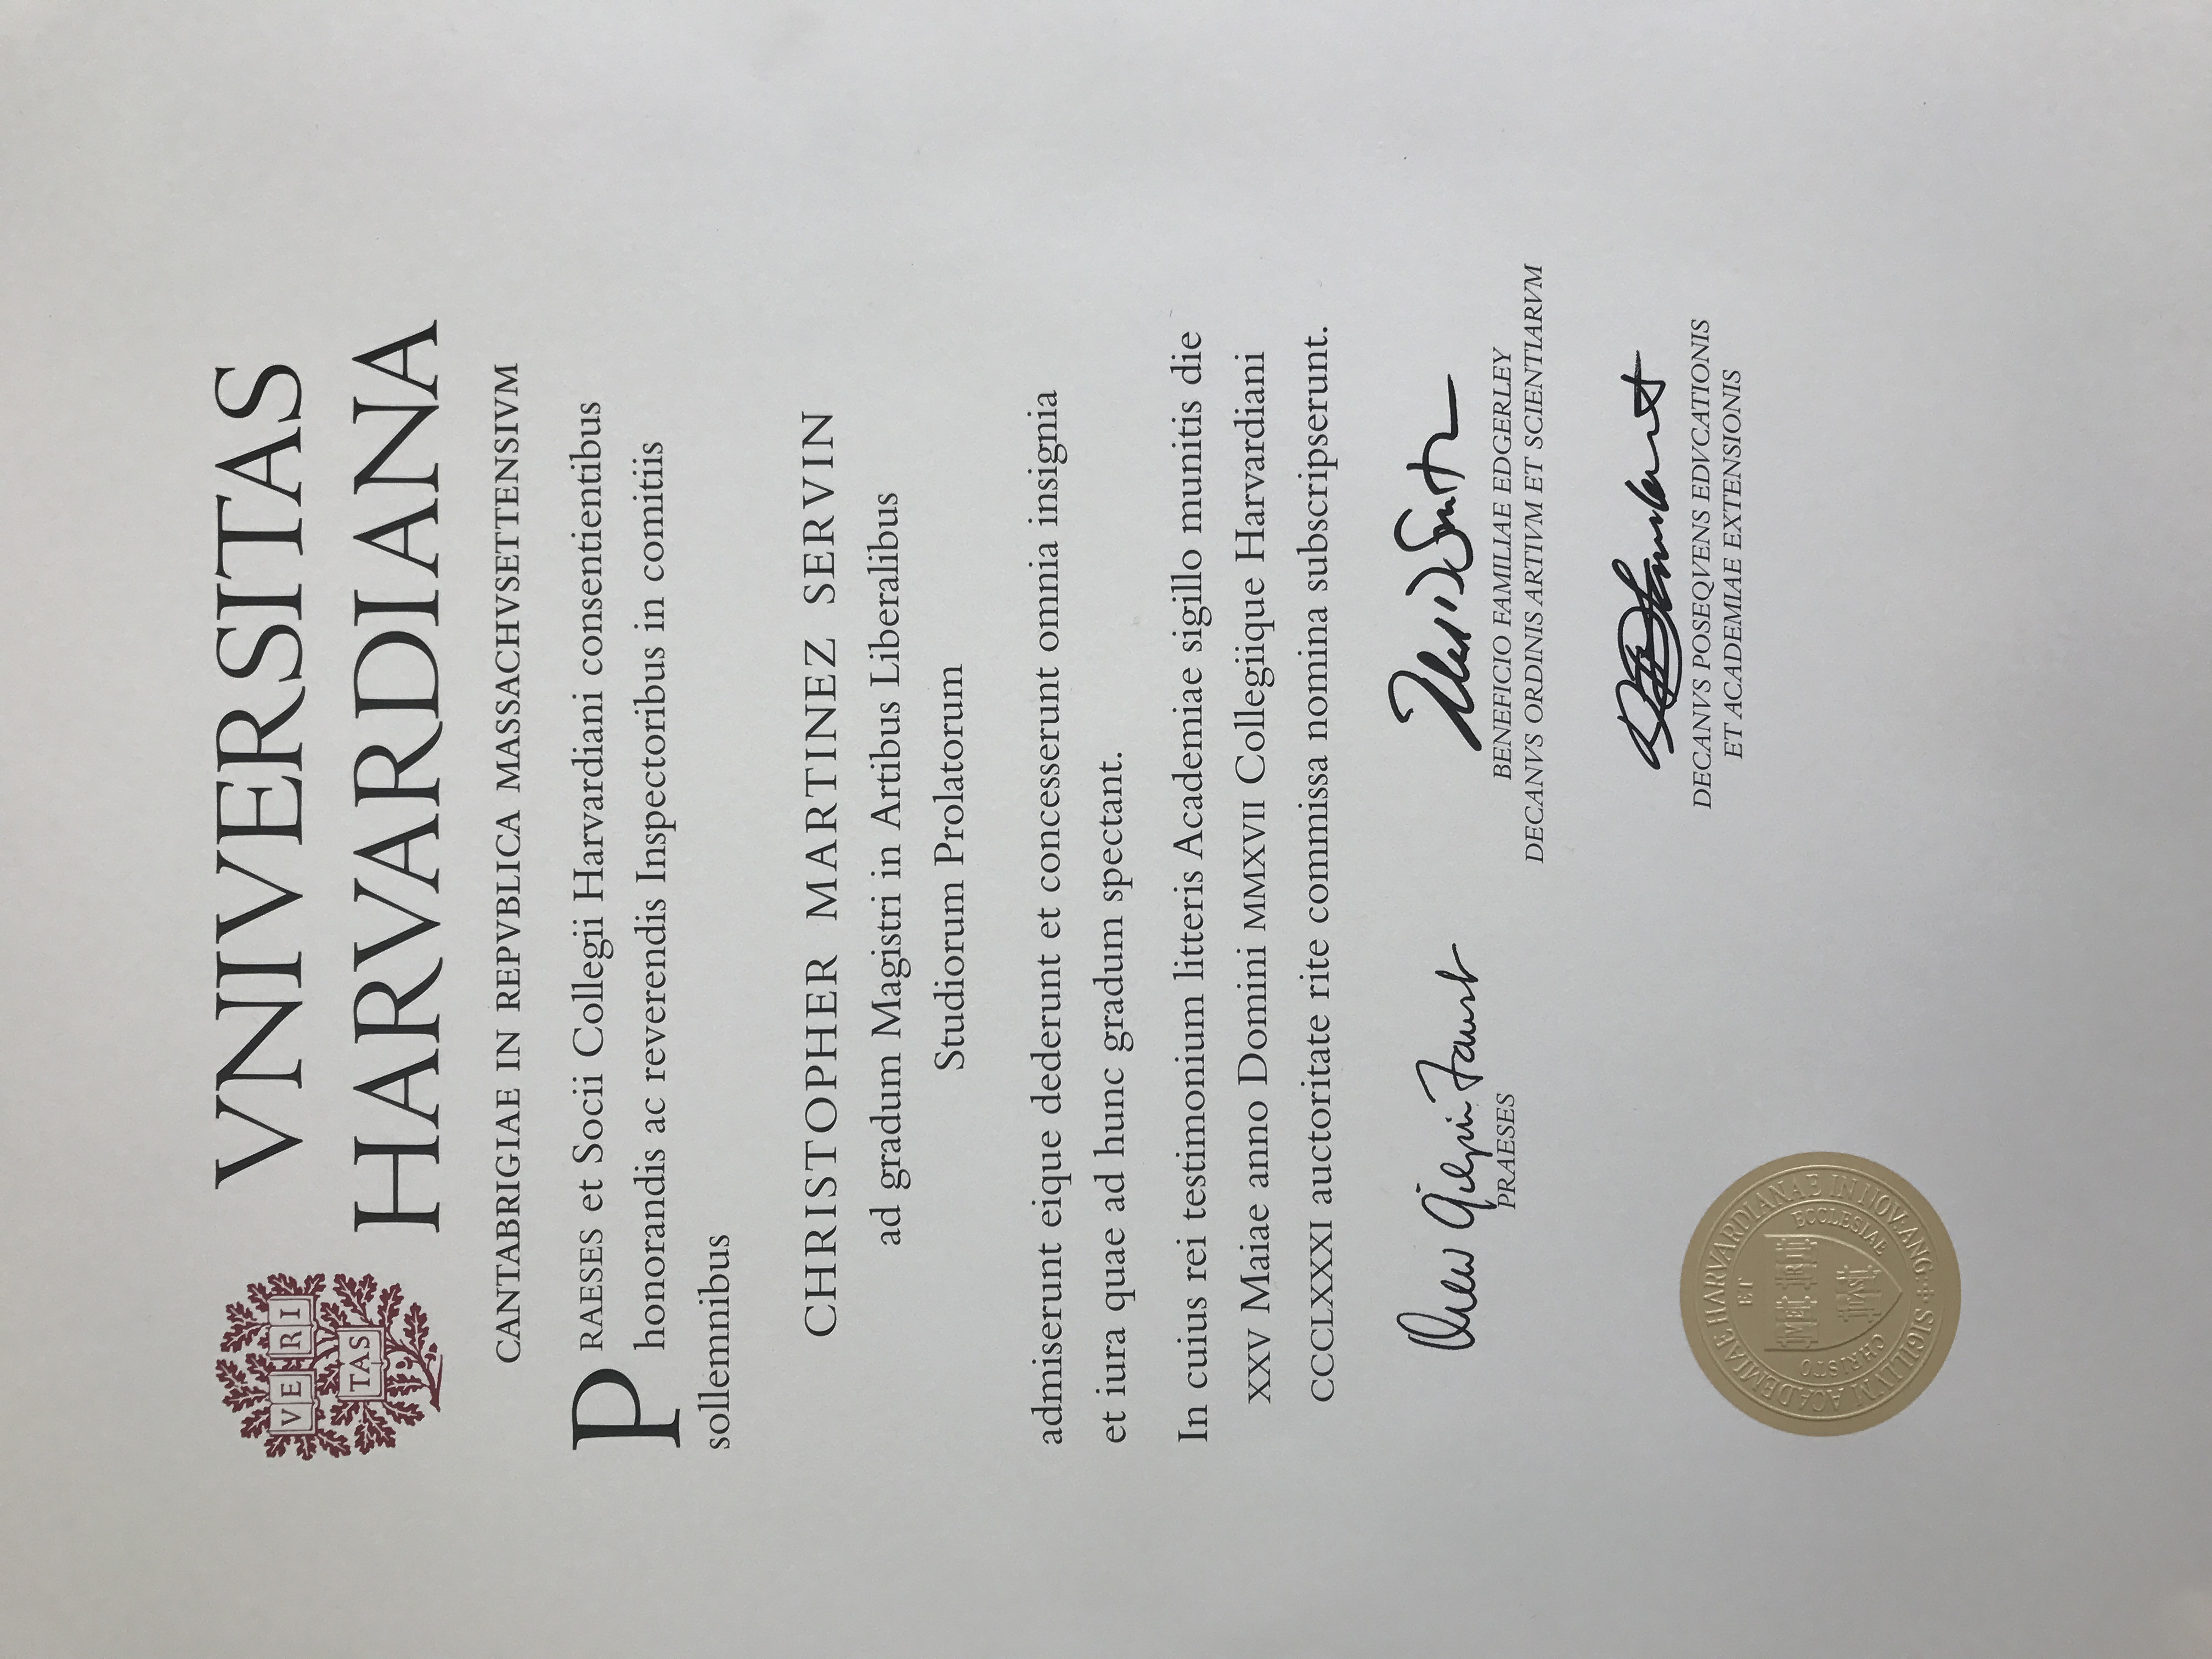 VERI
TAS
VNIVERSITAS
HARVARDIANA
CANTABRIGIAE IN REPVBLICA MASSACHVSETTENSIVM
PRAESES et Socii Collegii Harvardiani consentientibus
honorandis ac reverendis Inspectoribus in comitiis
sollemnibus
CHRISTOPHER MARTINEZ SERVIN
ad gradum Magistri in Artibus Liberalibus
Studiorum Prolatorum
admiserunt eique dederunt et concesserunt omnia insignia
et iura quae ad hunc gradum spectant.
In cuius rei testimonium litteris Academiae sigillo munitis die
XXV Maiae anno Domini MMXVII Collegiique Harvardiani
CCCLXXXI auctoritate rite commissa nomina subscripserunt.
Drew Gilpin Faust
PRAESES
D Smith
BENEFICIO FAMILIAE EDGERLEY
DECANVS ORDINIS ARTIVM ET SCIENTIARVM
DECANVS POSEQVENS EDVCATIONIS
ET ACADEMIAE EXTENSIONIS
SIGILLVM ACADEMIAE HARVARDIANAE IN NOV. ANG.
CHRISTO ET ECCLESIAE
VE RI
TAS